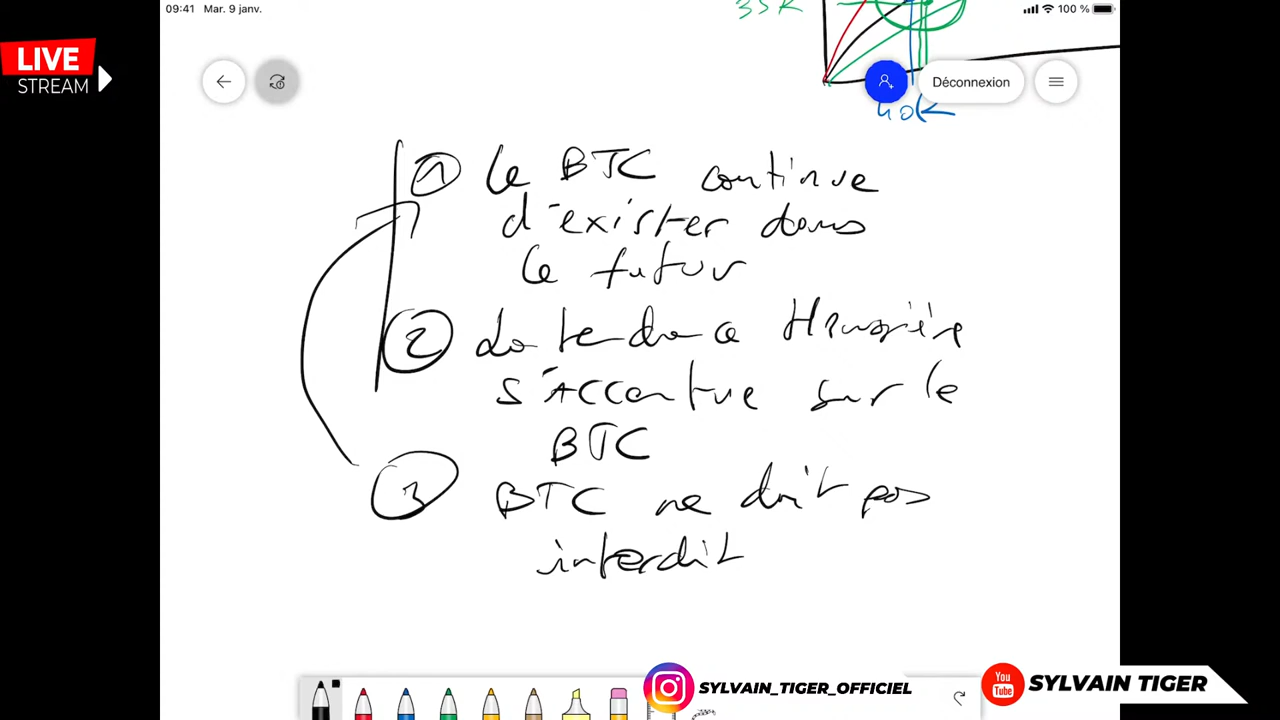 09:41 Mar. 9 janv.
100 %
LIVE
STREAM
35K
Déconnexion
40K
1 Le BTC continue
d'exister dans
le futur
2 La tendance Haussière
s'Accentue sur le
BTC
3 BTC ne doit pas
interdit
SYLVAIN_TIGER_OFFICIEL
You
Tube
SYLVAIN TIGER